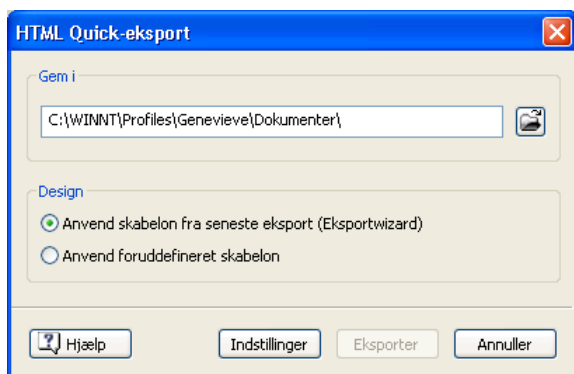 HTML Quick-eksport
Gem i
C:\WINNT\Profiles\Genevieve\Dokumenter\
Design
Anvend skabelon fra seneste eksport (Eksportwizard)
Anvend foruddefineret skabelon
Hjælp
Indstillinger
Eksporter
Annuller